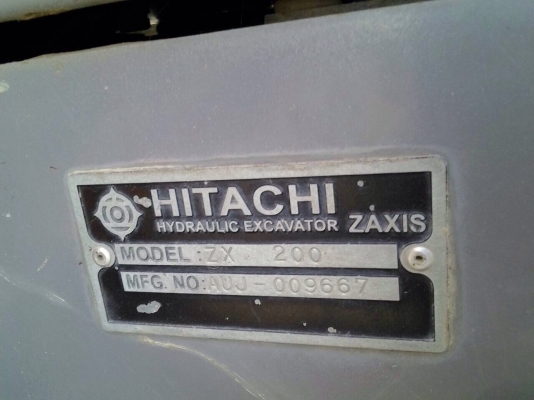 HITACHI
HYDRAULIC EXCAVATOR ZAXIS
MODEL:ZX 200
MFG. NO:AUJ-009667